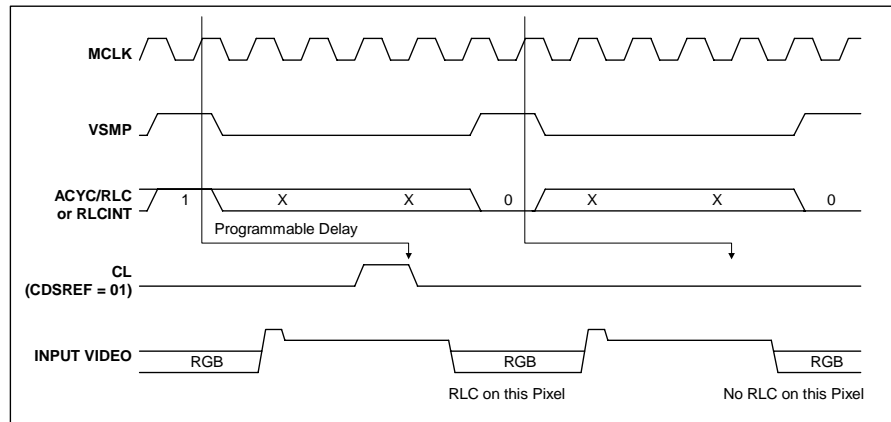 MCLK
VSMP
ACYC/RLC
or RLCINT
1 X X 0 X X 0
Programmable Delay
CL
(CDSREF = 01)
INPUT VIDEO
RGB RGB RGB
RLC on this Pixel No RLC on this Pixel